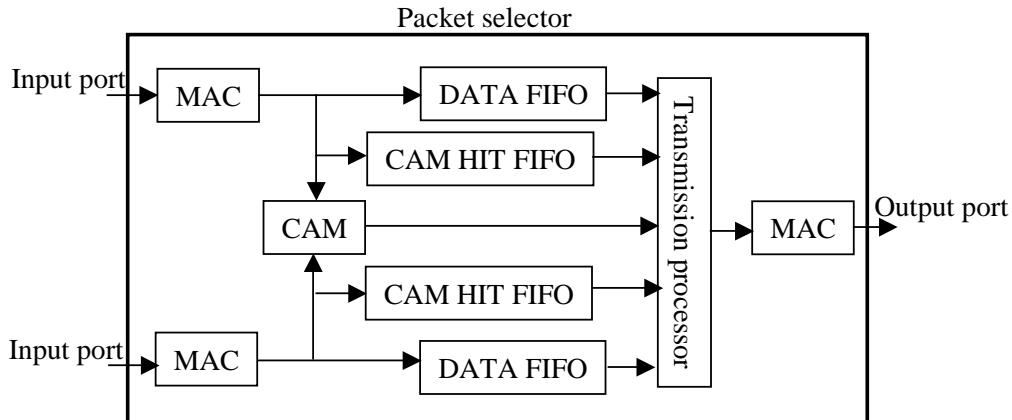 Packet selector
Input port
MAC
DATA FIFO
CAM HIT FIFO
CAM
CAM HIT FIFO
Input port
MAC
DATA FIFO
Transmission processor
MAC
Output port